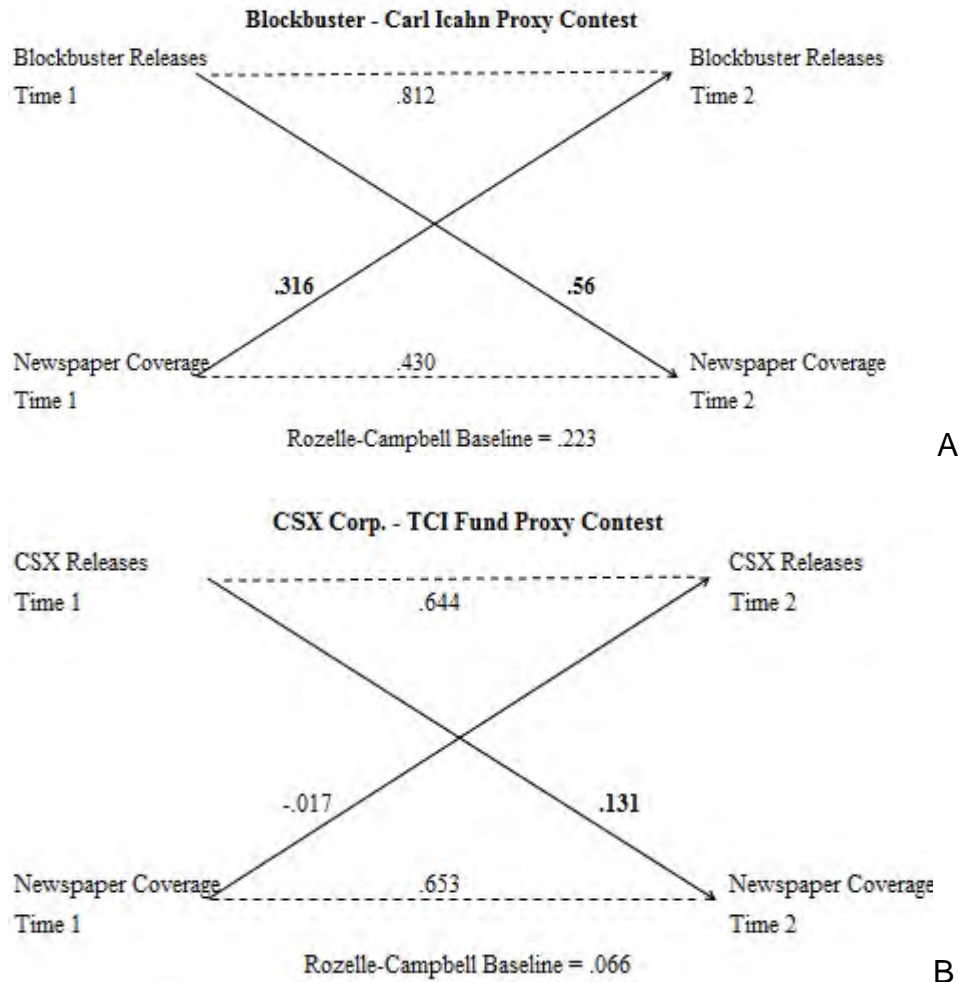 Blockbuster - Carl Icahn Proxy Contest
Blockbuster Releases Blockbuster Releases
Time 1 .812 Time 2
.316 .56
Newspaper Coverage .430 Newspaper Coverage
Time 1 Time 2
Rozelle-Campbell Baseline = .223
A
CSX Corp. - TCI Fund Proxy Contest
CSX Releases CSX Releases
Time 1 .644 Time 2
-.017 .131
Newspaper Coverage .653 Newspaper Coverage
Time 1 Time 2
Rozelle-Campbell Baseline = .066
B